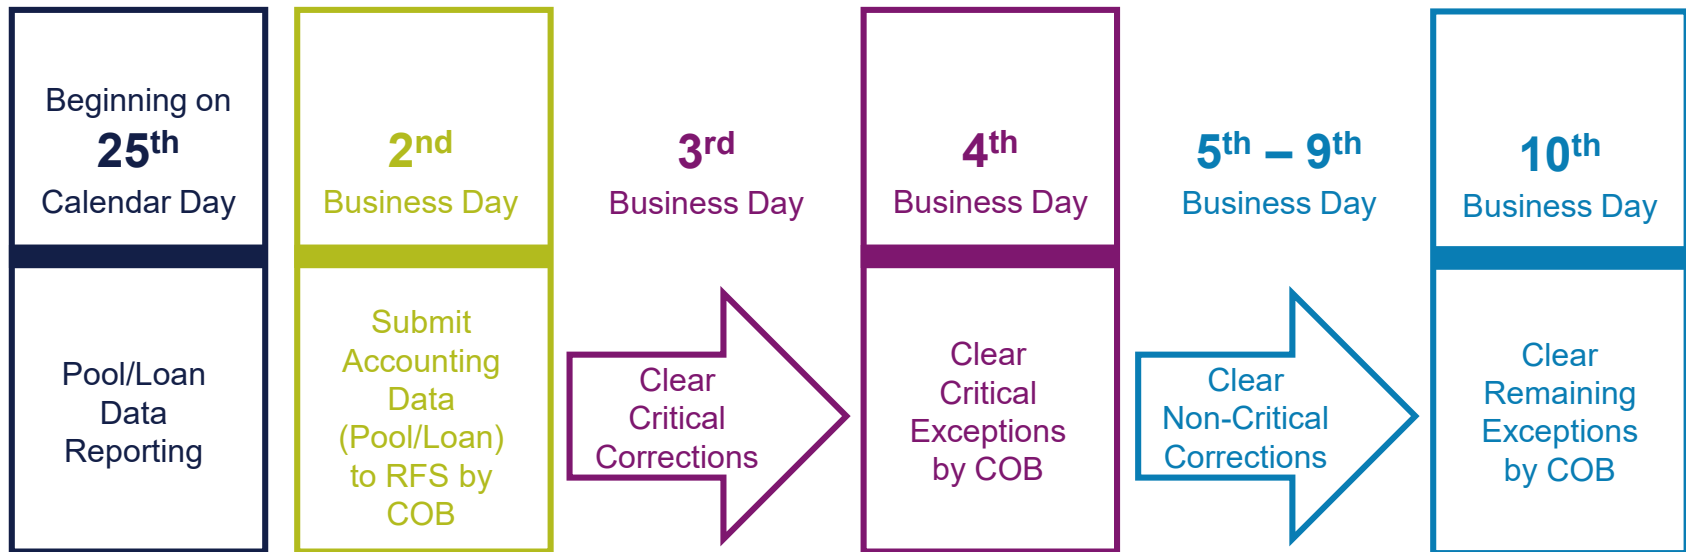 Beginning on
25th
Calendar Day
Pool/Loan
Data
Reporting
2nd
Business Day
Submit
Accounting
Data
(Pool/Loan)
to RFS by
COB
3rd
Business Day
Clear
Critical
Corrections
4th
Business Day
Clear
Critical
Exceptions
by COB
5th – 9th
Business Day
Clear
Non-Critical
Corrections
10th
Business Day
Clear
Remaining
Exceptions
by COB